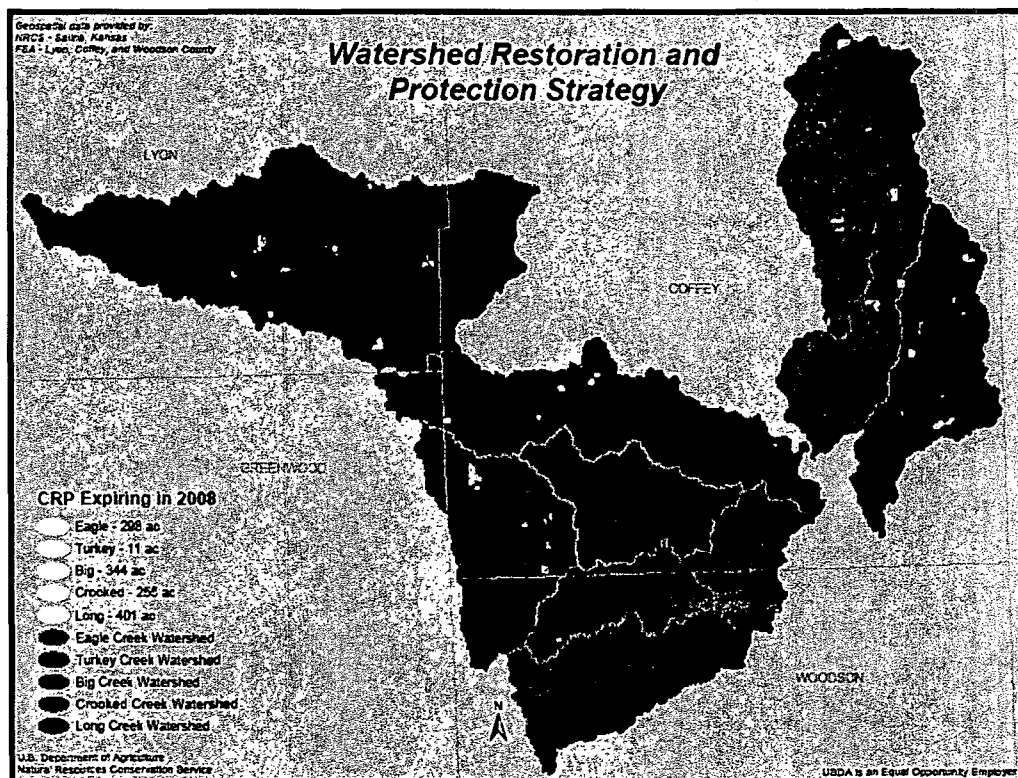 Geospatial data provided by:
NRCS - Salina, Kansas
FSA - Lyon, Coffey, and Woodson County
Watershed Restoration and
Protection Strategy
LYON
COFFEY
GREENWOOD
CRP Expiring in 2008
Eagle - 298 ac
Turkey - 11 ac
Big - 344 ac
Crooked - 255 ac
Long - 401 ac
Eagle Creek Watershed
Turkey Creek Watershed
Big Creek Watershed
Crooked Creek Watershed
Long Creek Watershed
N
WOODSON
U.S. Department of Agriculture
Natural Resources Conservation Service
USDA is an Equal Opportunity Employer